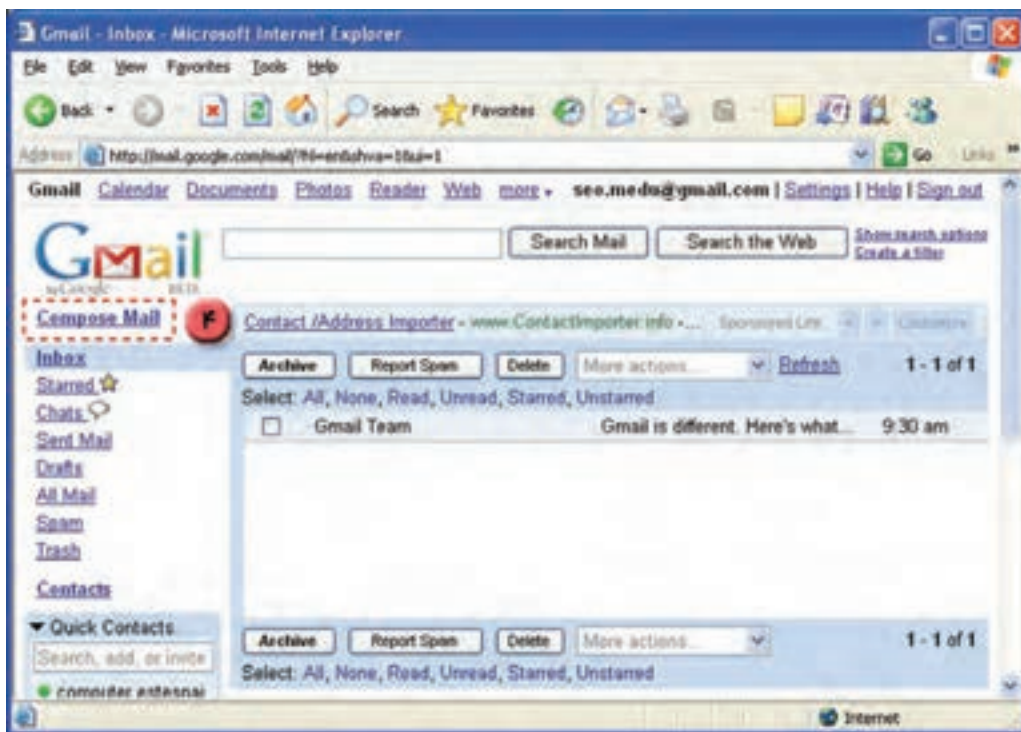 Gmail - Inbox - Microsoft Internet Explorer
File Edit View Favorites Tools Help
Back Search Favorites
Address http://mail.google.com/mail/?hl=en&shva=1&ui=1 Go Links
Gmail Calendar Documents Photos Reader Web more seo.medu@gmail.com | Settings | Help | Sign out
Gmail
by Google BETA
Search Mail Search the Web
Show search options
Create a filter
Compose Mail ۴
Contact /Address Importer - www.ContactImporter.info - ... Sponsored Link Customize
Inbox
Starred
Chats
Sent Mail
Drafts
All Mail
Spam
Trash
Contacts
Quick Contacts
Search, add, or invite
computer
Archive Report Spam Delete More actions... Refresh 1 - 1 of 1
Select: All, None, Read, Unread, Starred, Unstarred
Gmail Team Gmail is different. Here's what... 9:30 am
Archive Report Spam Delete More actions... 1 - 1 of 1
Select: All, None, Read, Unread, Starred, Unstarred
Internet